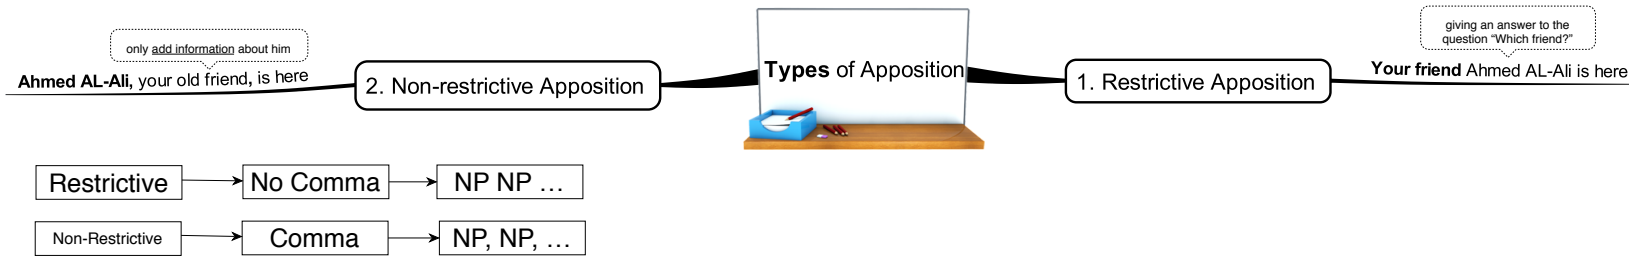 Types of Apposition
1. Restrictive Apposition
giving an answer to the
question “Which friend?”
Your friend Ahmed AL-Ali is here
2. Non-restrictive Apposition
only add information about him
Ahmed AL-Ali, your old friend, is here
Restrictive
No Comma
NP NP …
Non-Restrictive
Comma
NP, NP, …